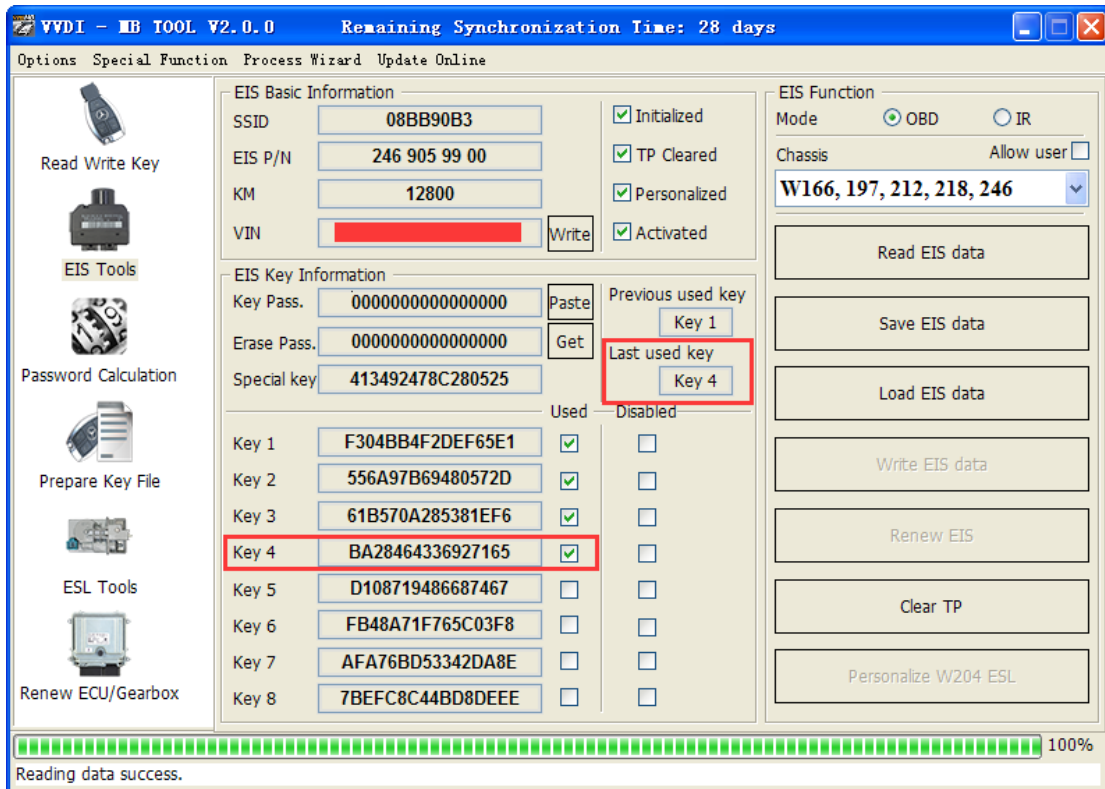 VVDI - MB TOOL V2.0.0 Remaining Synchronization Time: 28 days
Options Special Function Process Wizard Update Online
Read Write Key
EIS Tools
Password Calculation
Prepare Key File
ESL Tools
Renew ECU/Gearbox
EIS Basic Information
SSID 08BB90B3
EIS P/N 246 905 99 00
KM 12800
VIN Write
Initialized
TP Cleared
Personalized
Activated
EIS Key Information
Key Pass. 0000000000000000 Paste
Erase Pass. 0000000000000000 Get
Special key 413492478C280525
Previous used key
Key 1
Last used key
Key 4
Used Disabled
Key 1 F304BB4F2DEF65E1
Key 2 556A97B69480572D
Key 3 61B570A285381EF6
Key 4 BA28464336927165
Key 5 D108719486687467
Key 6 FB48A71F765C03F8
Key 7 AFA76BD53342DA8E
Key 8 7BEFC8C44BD8DEEE
EIS Function
Mode OBD IR
Chassis Allow user
W166, 197, 212, 218, 246
Read EIS data
Save EIS data
Load EIS data
Write EIS data
Renew EIS
Clear TP
Personalize W204 ESL
100%
Reading data success.